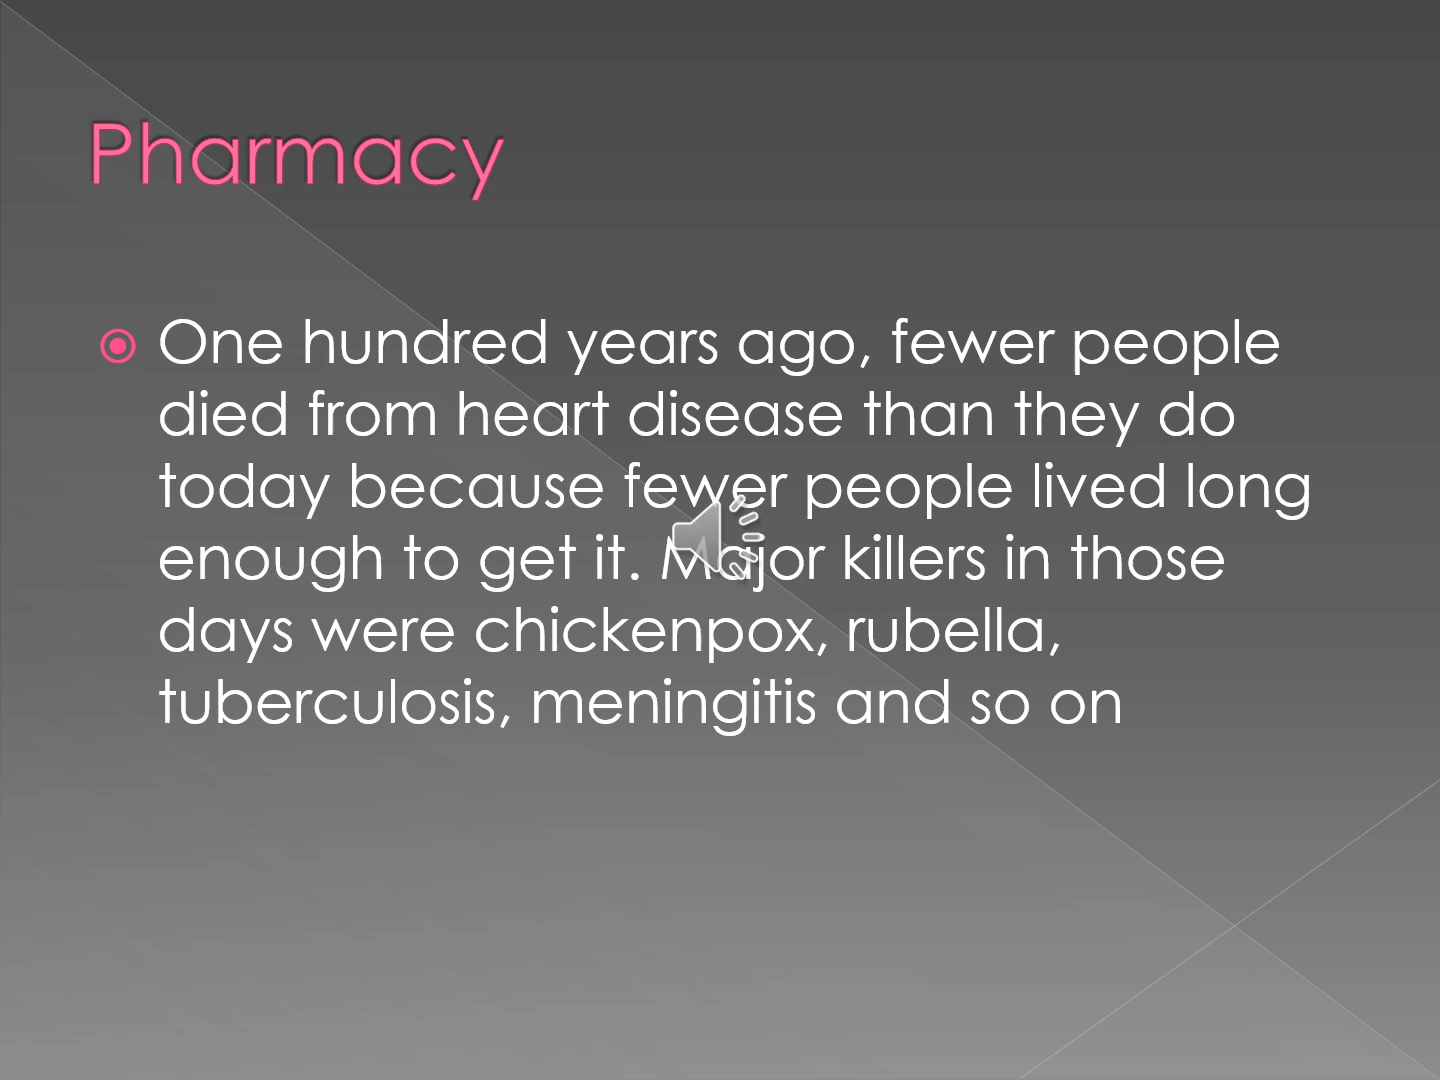 Pharmacy
One hundred years ago, fewer people
died from heart disease than they do
today because fewer people lived long
enough to get it. Major killers in those
days were chickenpox, rubella,
tuberculosis, meningitis and so on